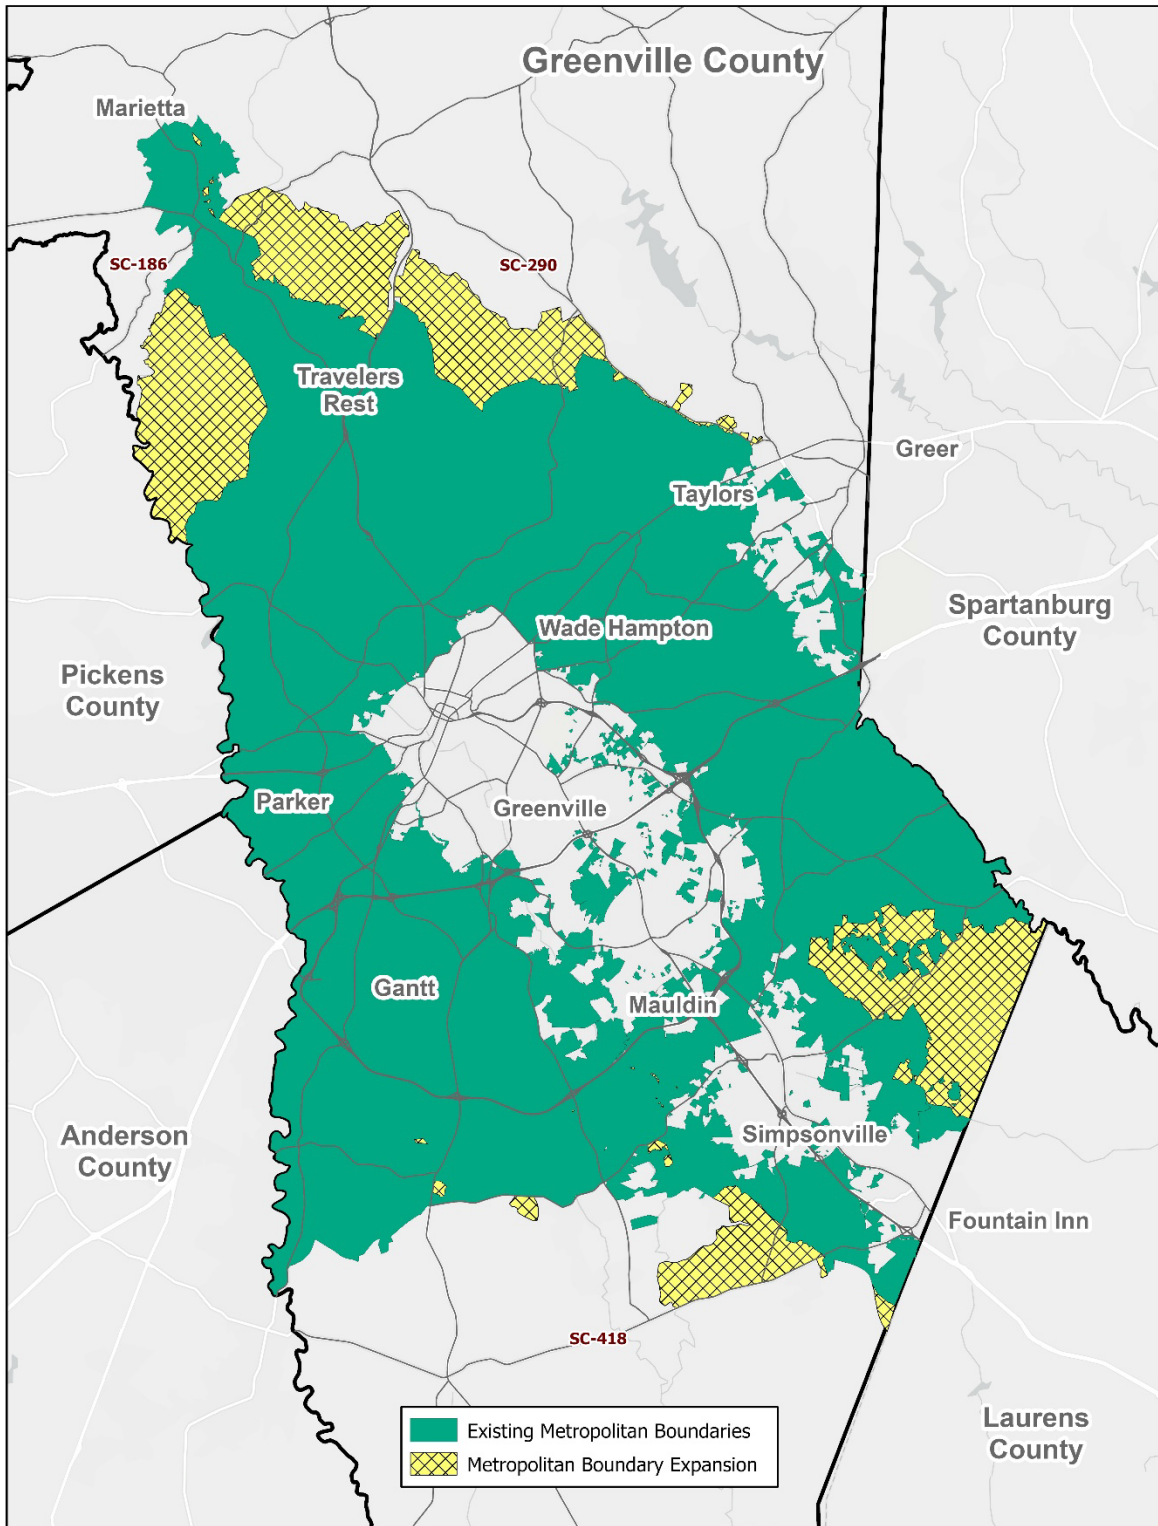 Greenville County
Marietta
SC-186
SC-290
Travelers
Rest
Greer
Taylors
Wade Hampton
Spartanburg
County
Pickens
County
Parker
Greenville
Gantt
Mauldin
Anderson
County
Simpsonville
Fountain Inn
SC-418
Laurens
County
Existing Metropolitan Boundaries
Metropolitan Boundary Expansion